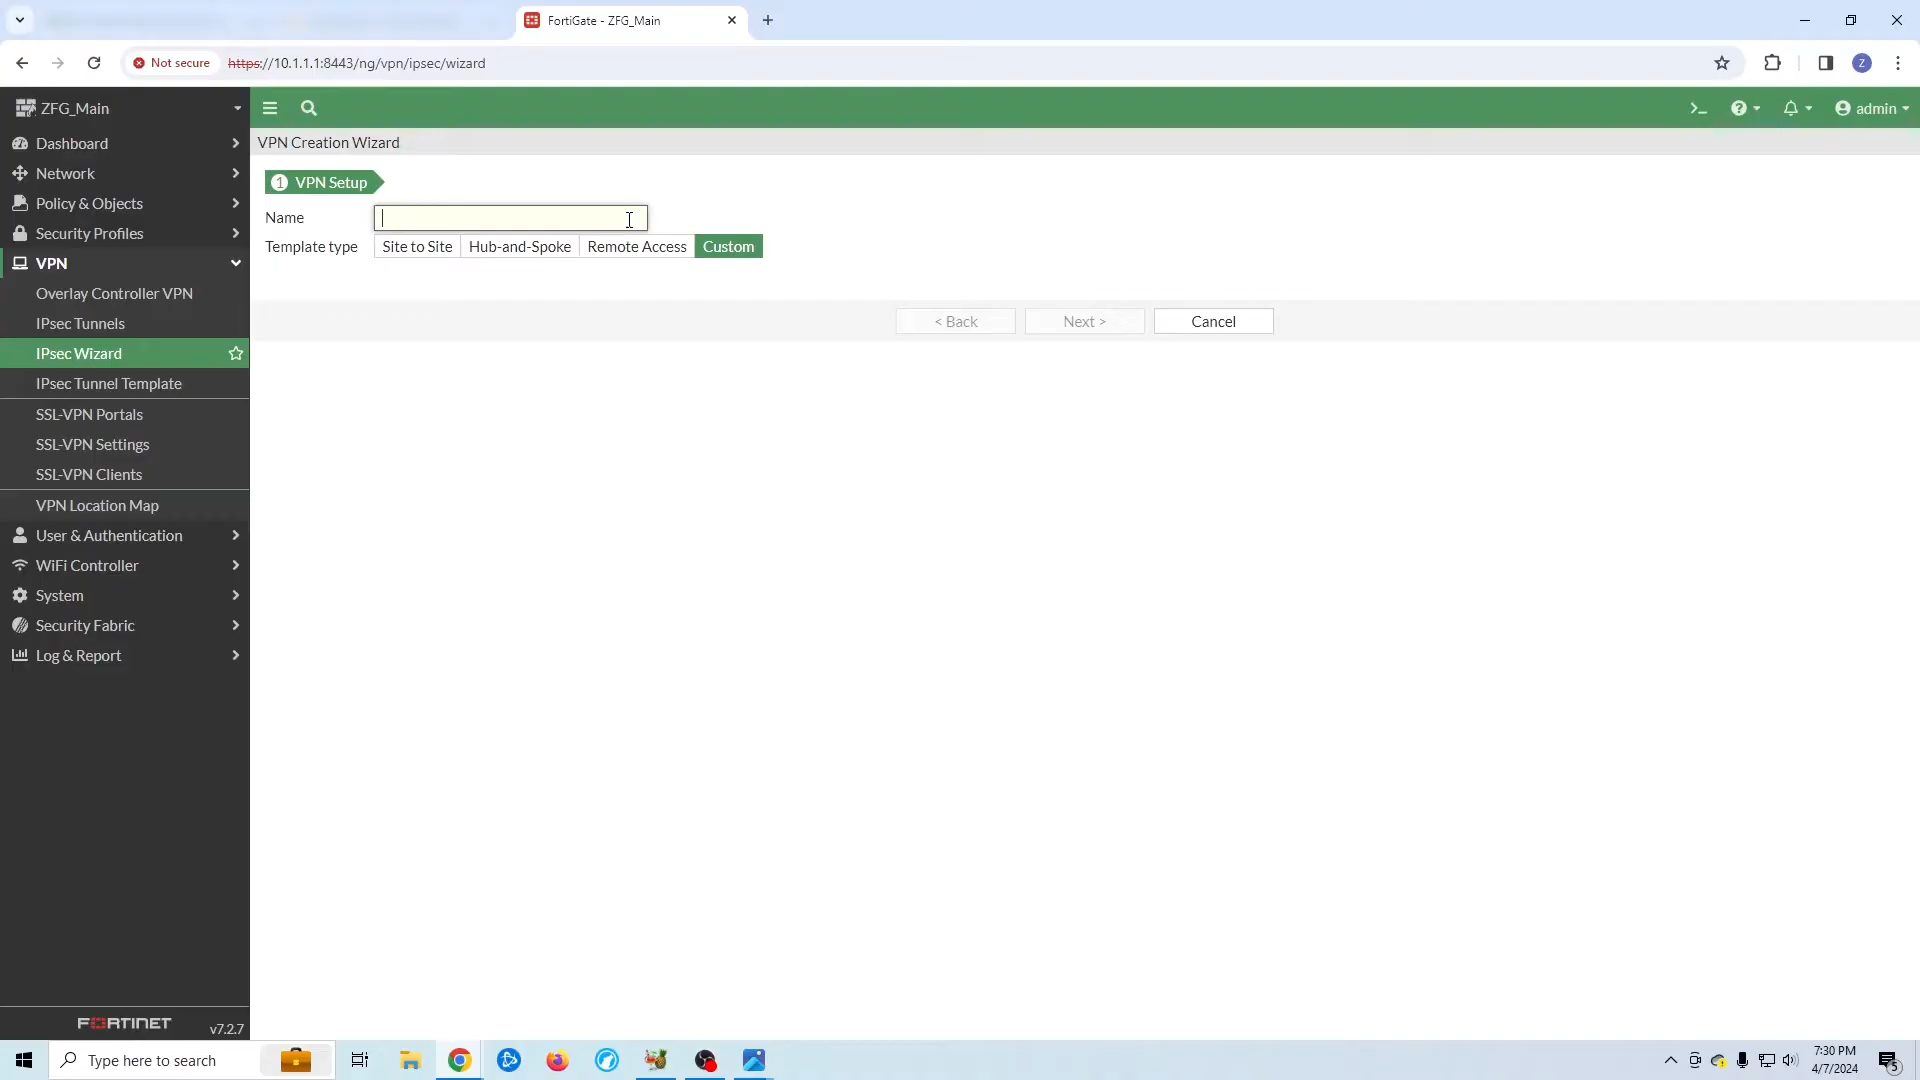 FortiGate - ZFG_Main
Not secure
https://10.1.1.1:8443/ng/vpn/ipsec/wizard
Z
ZFG_Main
admin
Dashboard
Network
Policy & Objects
Security Profiles
VPN
Overlay Controller VPN
IPsec Tunnels
IPsec Wizard
IPsec Tunnel Template
SSL-VPN Portals
SSL-VPN Settings
SSL-VPN Clients
VPN Location Map
User & Authentication
WiFi Controller
System
Security Fabric
Log & Report
FORTINET
v7.2.7
VPN Creation Wizard
1 VPN Setup
Name
Template type Site to Site Hub-and-Spoke Remote Access Custom
< Back Next > Cancel
Type here to search
7:30 PM
4/7/2024
5